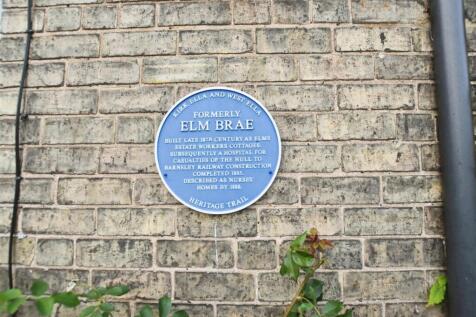 KIRK ELLA AND WEST ELLA
FORMERLY
ELM BRAE
BUILT LATE 18TH CENTURY AS ELMS
ESTATE WORKERS COTTAGES.
SUBSEQUENTLY A HOSPITAL FOR
CASUALTIES OF THE HULL TO
BARNSLEY RAILWAY CONSTRUCTION
COMPLETED 1885.
DESCRIBED AS NURSES
HOMES BY 1888.
HERITAGE TRAIL